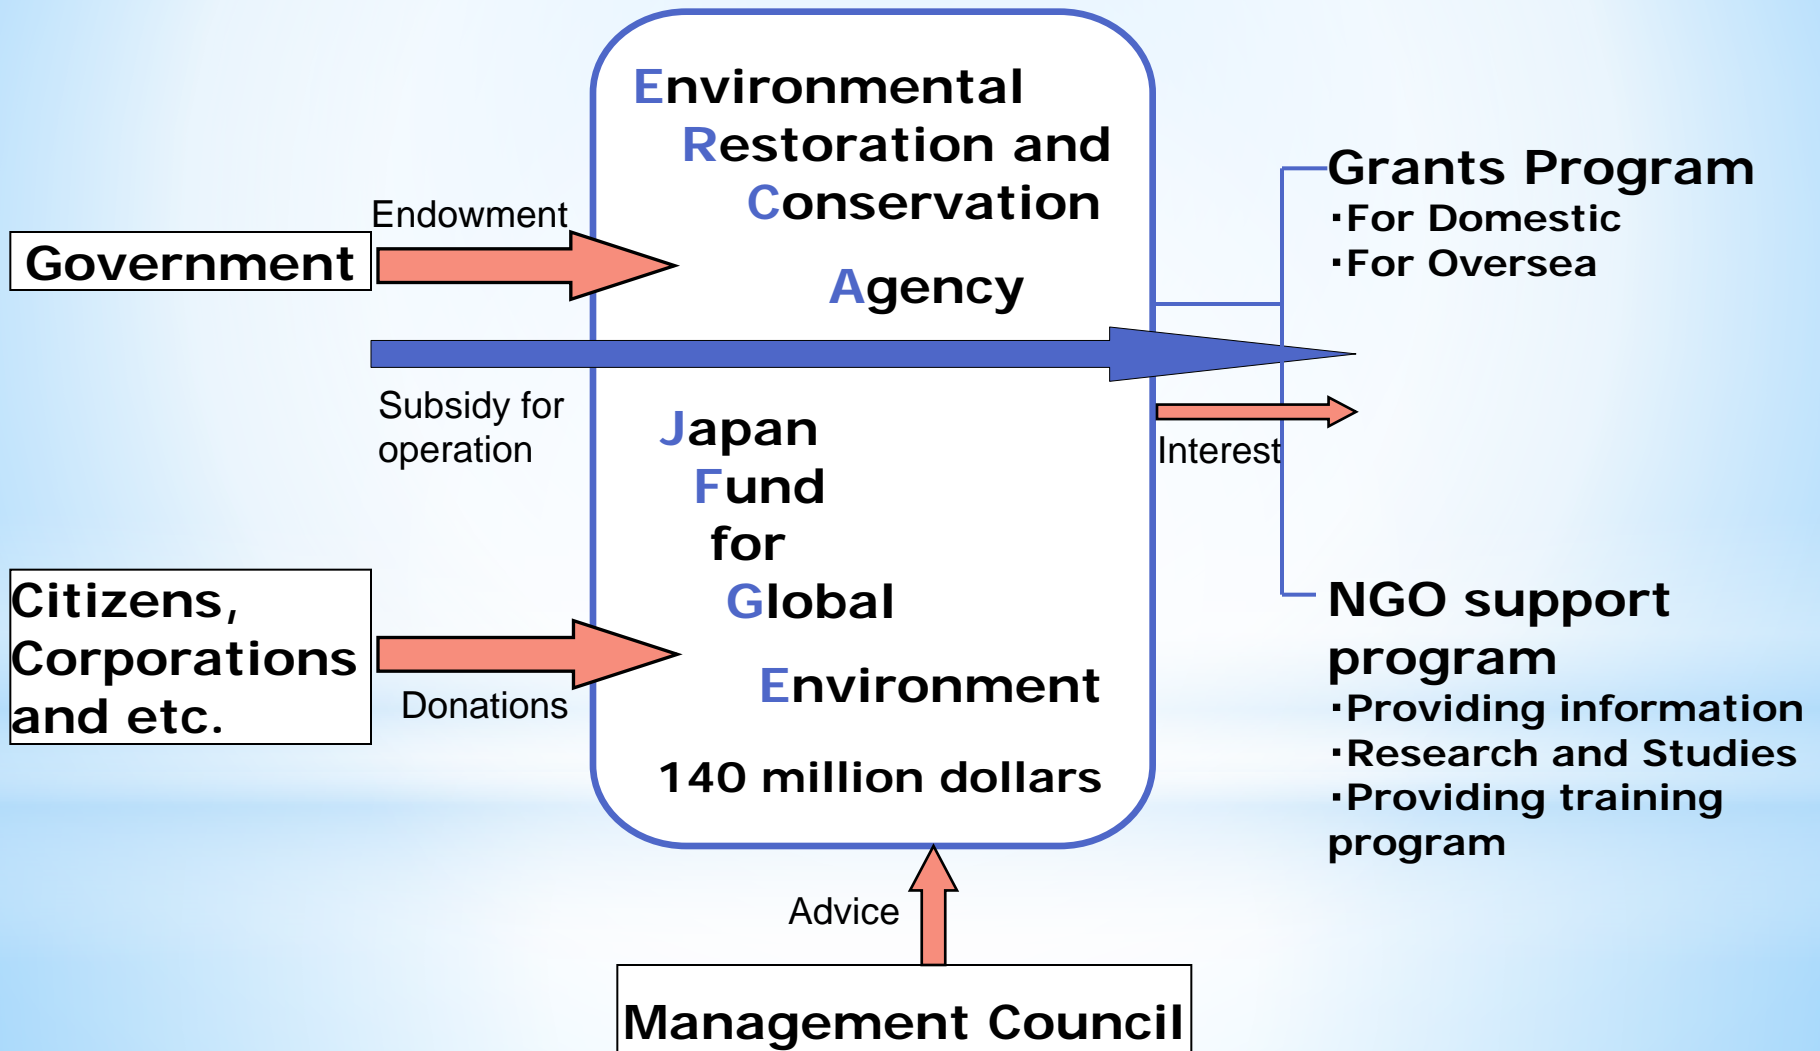 Environmental
Restoration and
Conservation
Agency
Endowment
Government
Subsidy for
operation
Japan
Fund
for
Global
Environment
140 million dollars
Citizens,
Corporations
and etc.
Donations
Interest
Grants Program
･For Domestic
･For Oversea
NGO support
program
･Providing information
･Research and Studies
･Providing training
program
Advice
Management Council